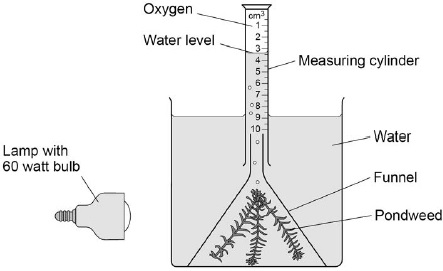 Oxygen
Water level
cm³
1
2
3
4
5
6
7
8
9
10
Measuring cylinder
Lamp with
60 watt bulb
Water
Funnel
Pondweed